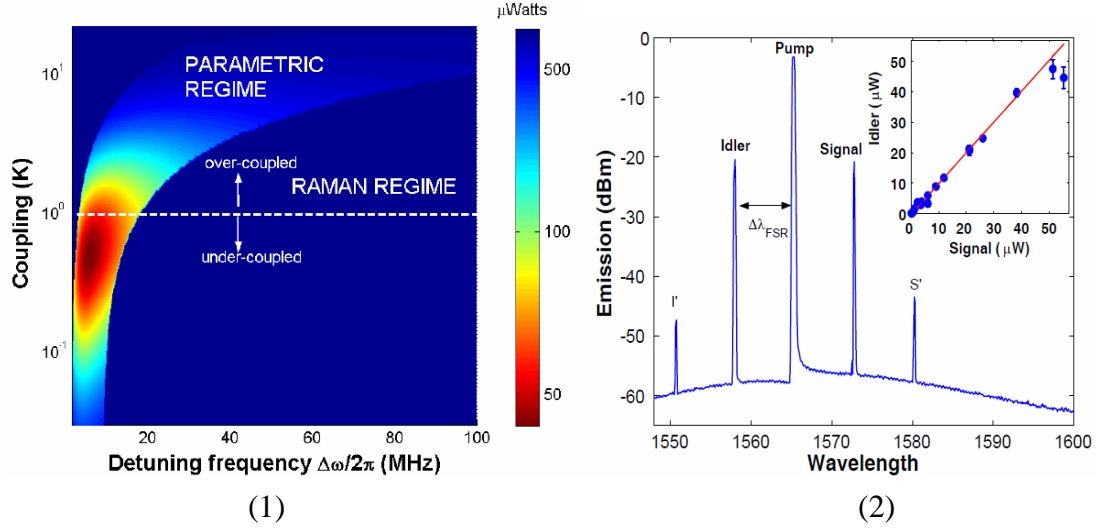 µWatts
10¹
10⁰
10⁻¹
Coupling (K)
PARAMETRIC
REGIME
over-coupled
RAMAN REGIME
under-coupled
20 40 60 80 100
Detuning frequency Δω/2π (MHz)
500
100
50
(1)
0
-10
-20
-30
-40
-50
-60
Emission (dBm)
Pump
Idler
Signal
Δλ_FSR
I'
S'
1550 1560 1570 1580 1590 1600
Wavelength
50
40
30
20
10
0
Idler (µW)
0 10 20 30 40 50
Signal (µW)
(2)